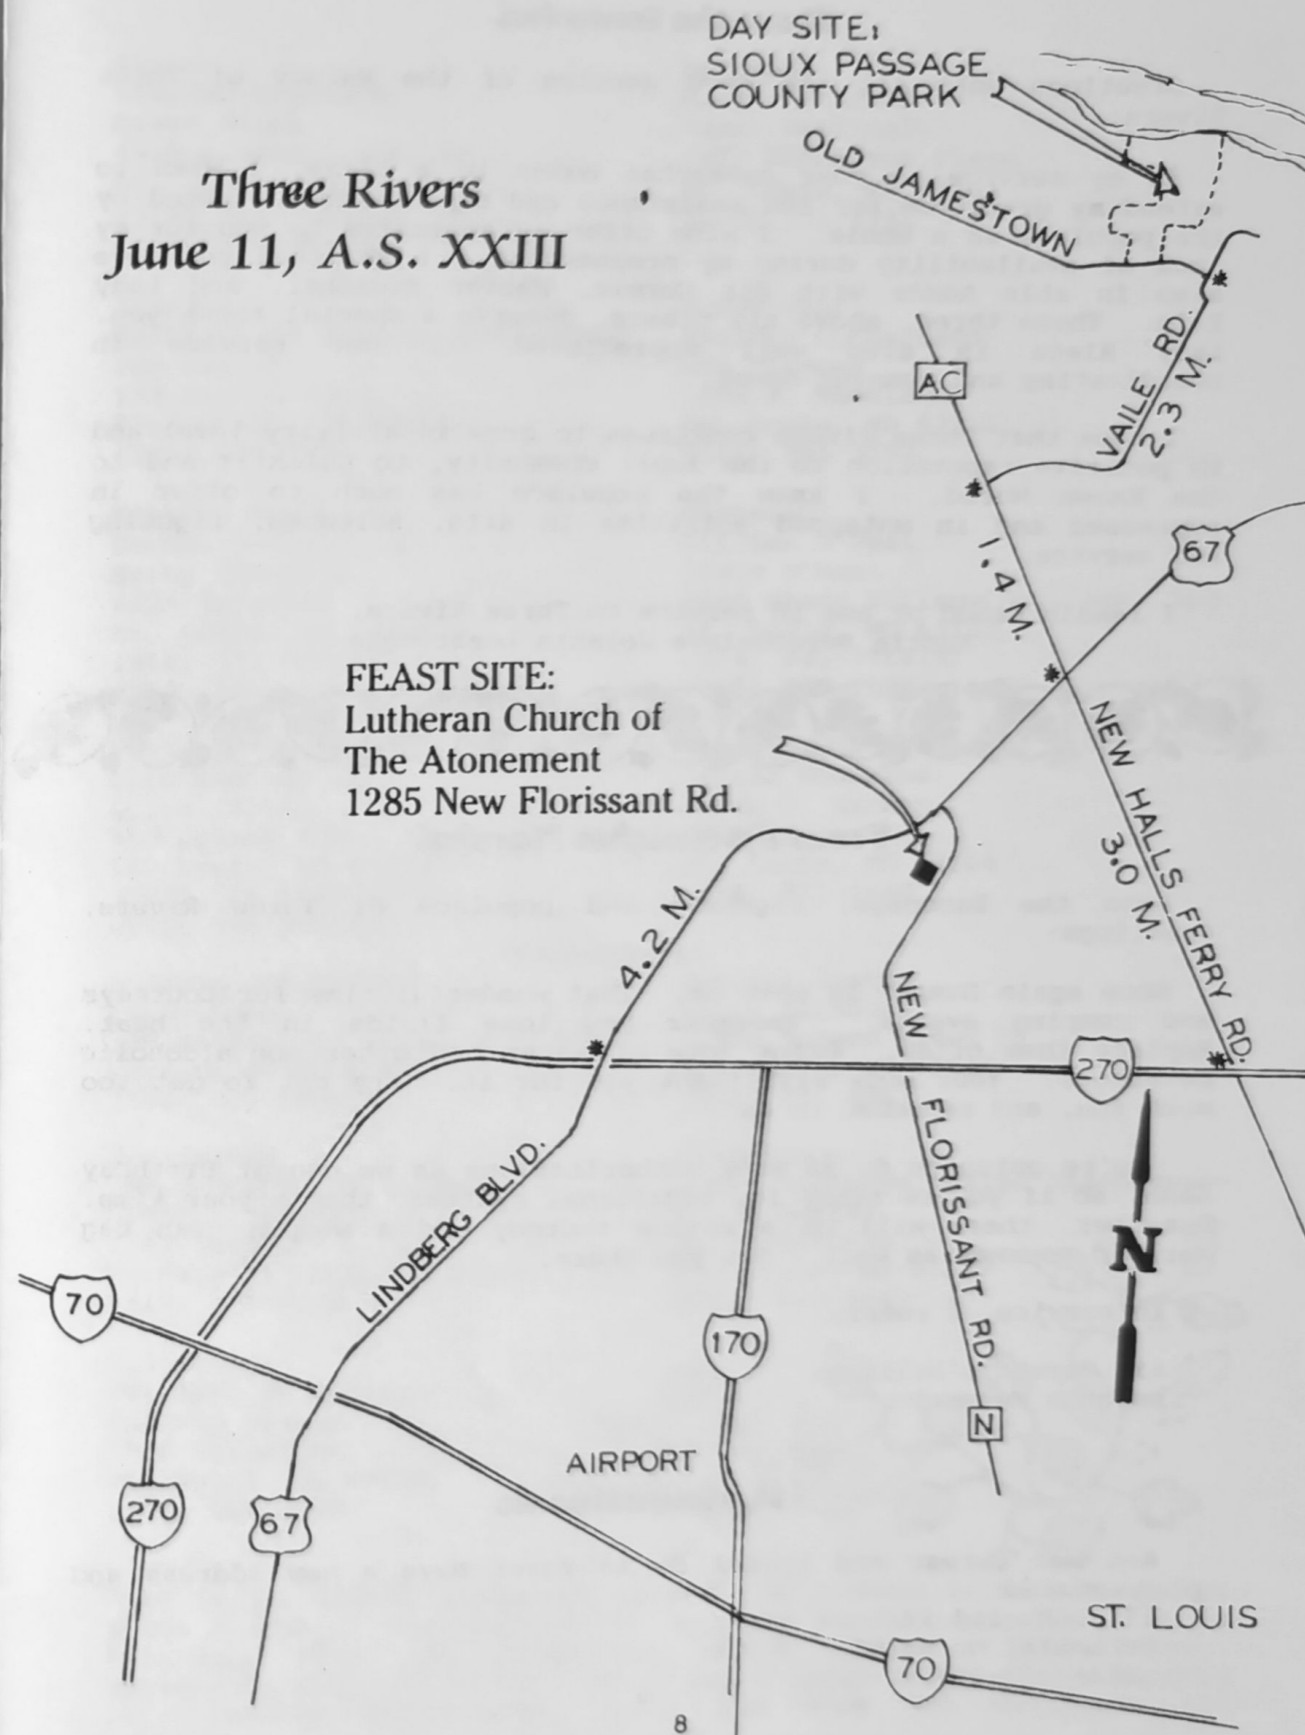 DAY SITE:
SIOUX PASSAGE
COUNTY PARK
OLD JAMESTOWN
Three Rivers
June 11, A.S. XXIII
AC
VAILE RD.
2.3 M.
67
1.4 M.
FEAST SITE:
Lutheran Church of
The Atonement
1285 New Florissant Rd.
NEW HALLS FERRY RD.
3.0 M.
4.2 M.
NEW FLORISSANT RD.
270
LINDBERG BLVD.
N
70
170
N
AIRPORT
270
67
ST. LOUIS
70
8